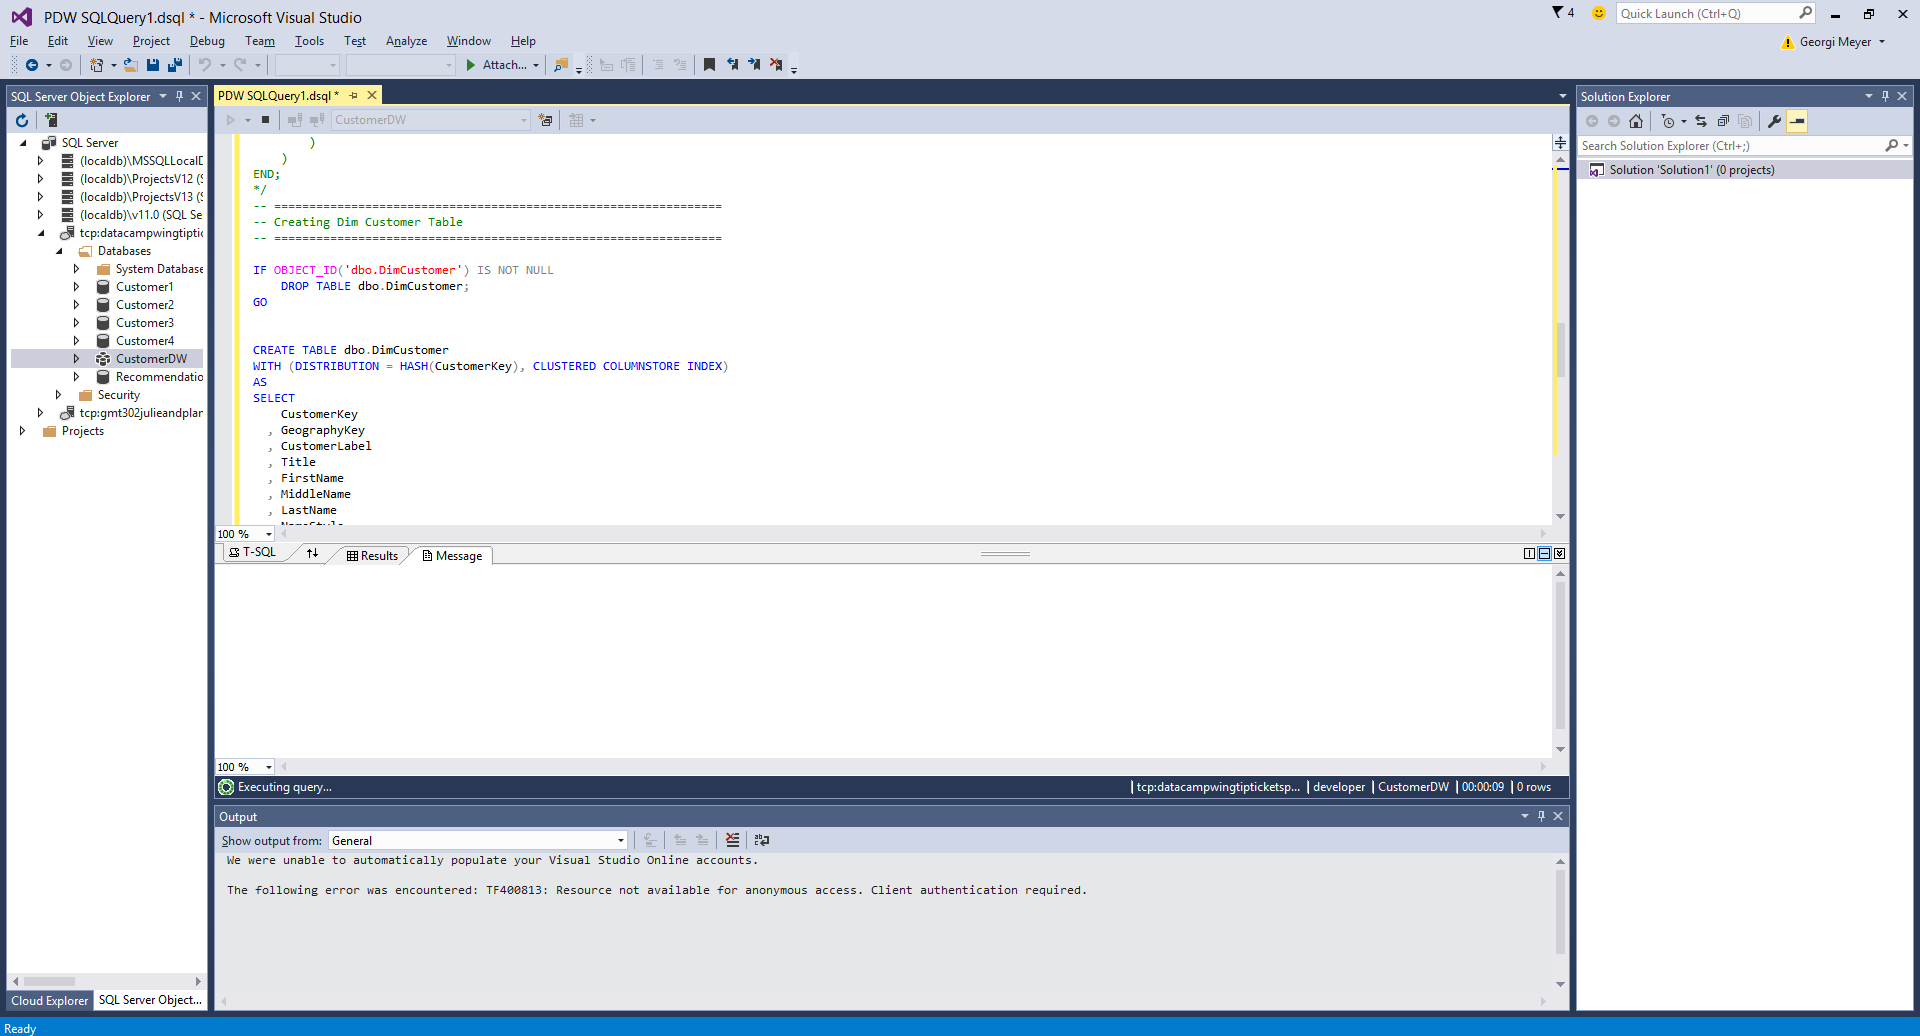 PDW SQLQuery1.dsql * - Microsoft Visual Studio
4
Quick Launch (Ctrl+Q)
File Edit View Project Debug Team Tools Test Analyze Window Help
Georgi Meyer
Attach...
SQL Server Object Explorer
SQL Server
(localdb)\MSSQLLocalD
(localdb)\ProjectsV12 (S
(localdb)\ProjectsV13 (S
(localdb)\v11.0 (SQL Se
tcp:datacampwingtiptic
Databases
System Database
Customer1
Customer2
Customer3
Customer4
CustomerDW
Recommendatio
Security
tcp:gmt302julieandplan
Projects
Cloud Explorer
SQL Server Object...
PDW SQLQuery1.dsql *
CustomerDW
)
)
END;
*/
-- ================================================================
-- Creating Dim Customer Table
-- ================================================================
IF OBJECT_ID('dbo.DimCustomer') IS NOT NULL
DROP TABLE dbo.DimCustomer;
GO
CREATE TABLE dbo.DimCustomer
WITH (DISTRIBUTION = HASH(CustomerKey), CLUSTERED COLUMNSTORE INDEX)
AS
SELECT
CustomerKey
, GeographyKey
, CustomerLabel
, Title
, FirstName
, MiddleName
, LastName
100 %
T-SQL
Results
Message
100 %
Executing query...
tcp:datacampwingtipticketsp... developer CustomerDW 00:00:09 0 rows
Output
Show output from: General
We were unable to automatically populate your Visual Studio Online accounts.
The following error was encountered: TF400813: Resource not available for anonymous access. Client authentication required.
Solution Explorer
Search Solution Explorer (Ctrl+;)
Solution 'Solution1' (0 projects)
Ready